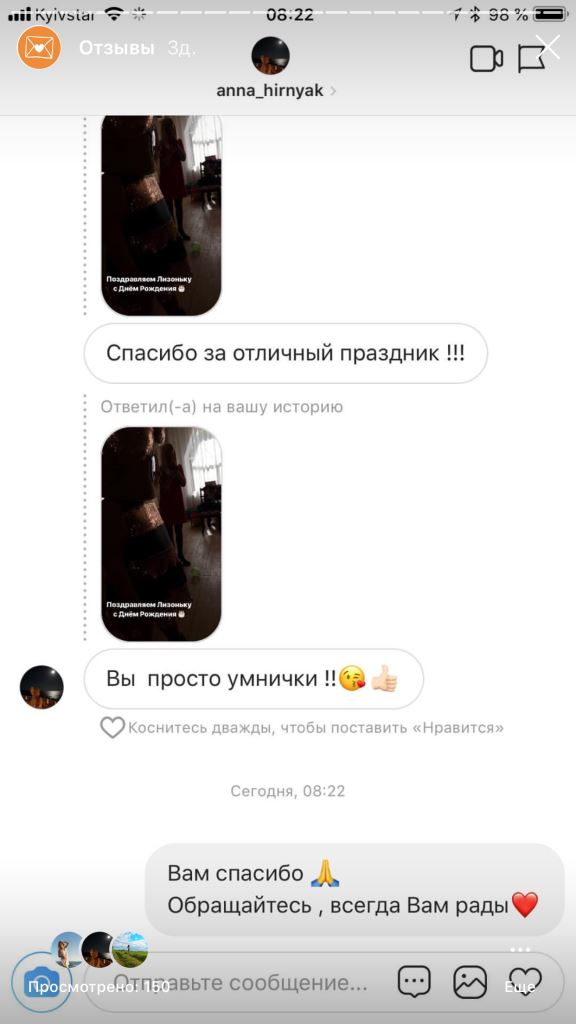 Kyivstar
08:22
98 %
Отзывы 3д.
anna_hirnyak
Поздравляем Лизоньку
с Днём Рождения
Спасибо за отличный праздник !!!
Ответил(-а) на вашу историю
Поздравляем Лизоньку
с Днём Рождения
Вы просто умнички !!😘👍🏻
Коснитесь дважды, чтобы поставить «Нравится»
Сегодня, 08:22
Вам спасибо 🙏
Обращайтесь , всегда Вам рады❤️
Отправьте сообщение...
Просмотрено: 150
Еще